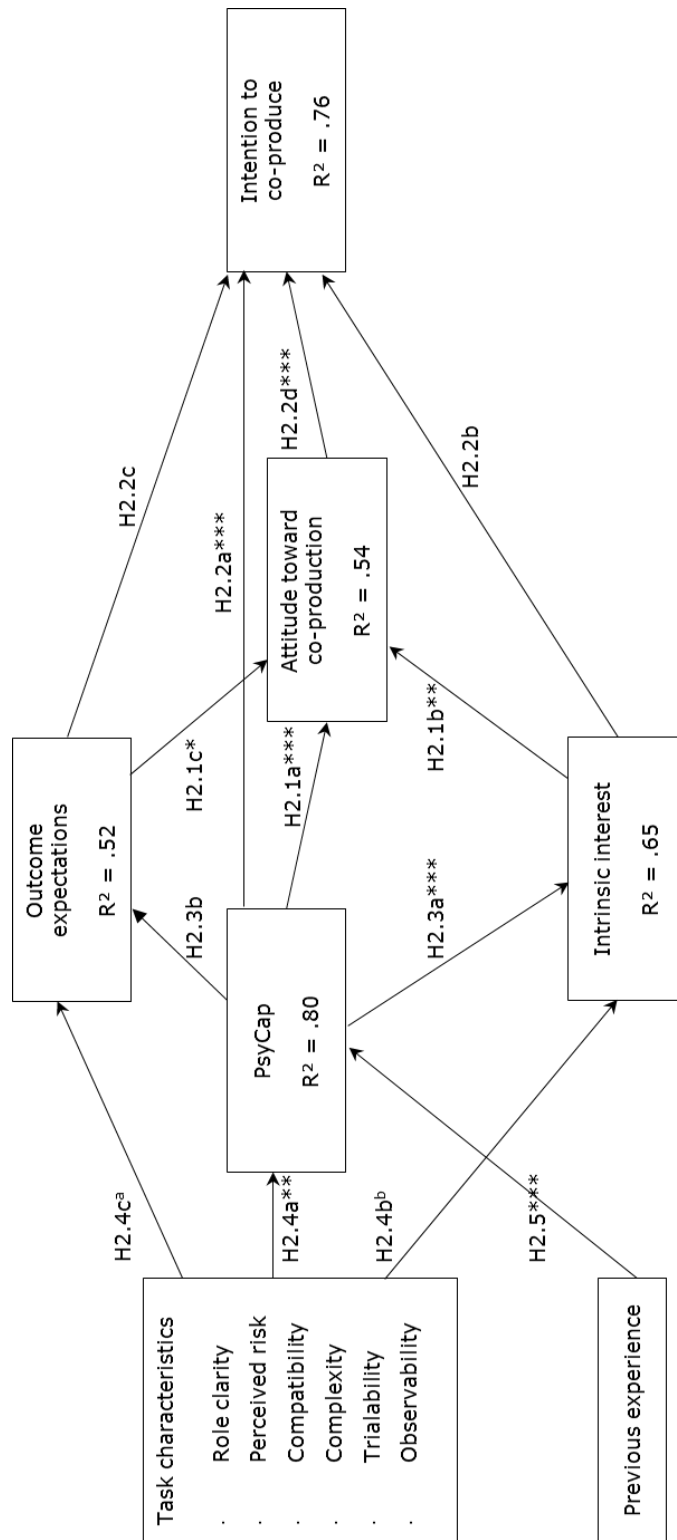 Task characteristics
. Role clarity
. Perceived risk
. Compatibility
. Complexity
. Trialability
. Observability
Previous experience
H2.4cᵃ
H2.4a**
H2.4bᵇ
H2.5***
Outcome
expectations
R² = .52
PsyCap
R² = .80
Intrinsic interest
R² = .65
H2.3b
H2.3a***
H2.1c*
H2.1a***
H2.1b**
Attitude toward
co-production
R² = .54
H2.2c
H2.2a***
H2.2d***
H2.2b
Intention to
co-produce
R² = .76